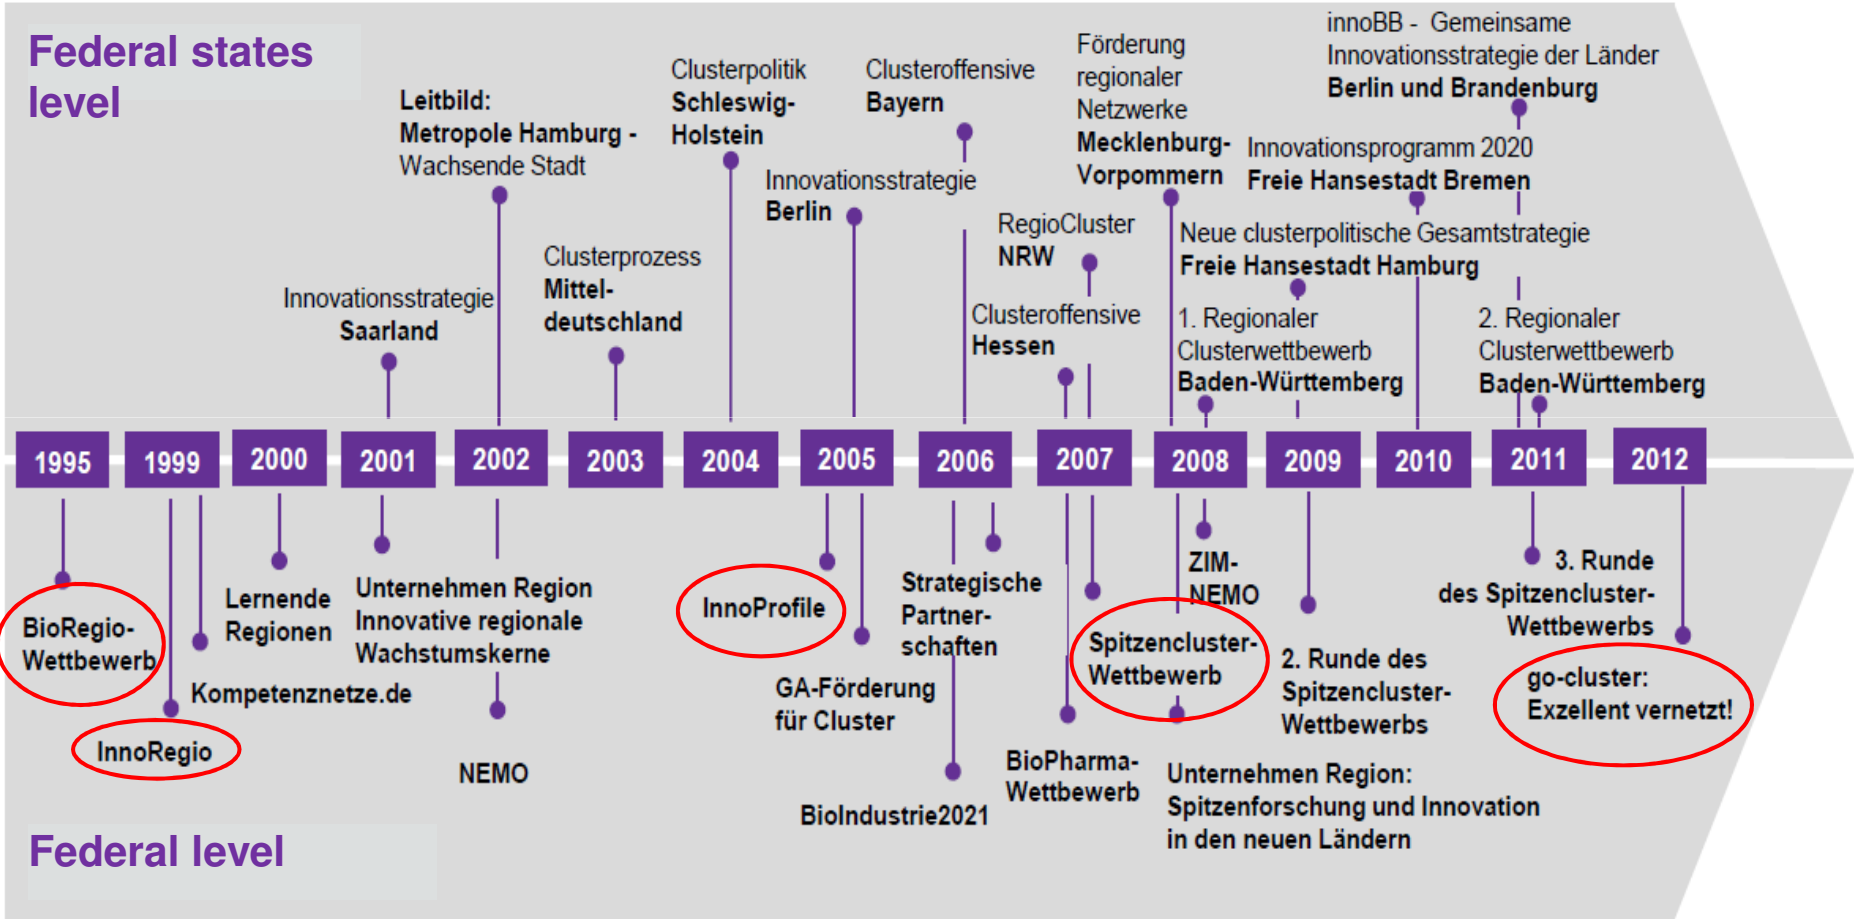 Federal states
level
Leitbild:
Metropole Hamburg -
Wachsende Stadt
Clusterpolitik
Schleswig-
Holstein
Clusteroffensive
Bayern
Förderung
regionaler
Netzwerke
Mecklenburg-
Vorpommern
innoBB - Gemeinsame
Innovationsstrategie der Länder
Berlin und Brandenburg
Innovationsprogramm 2020
Freie Hansestadt Bremen
Innovationsstrategie
Berlin
RegioCluster
NRW
Neue clusterpolitische Gesamtstrategie
Freie Hansestadt Hamburg
Clusterprozess
Mittel-
deutschland
Innovationsstrategie
Saarland
Clusteroffensive
Hessen
1. Regionaler
Clusterwettbewerb
Baden-Württemberg
2. Regionaler
Clusterwettbewerb
Baden-Württemberg
1995 1999 2000 2001 2002 2003 2004 2005 2006 2007 2008 2009 2010 2011 2012
BioRegio-
Wettbewerb
InnoRegio
Kompetenznetze.de
Lernende
Regionen
Unternehmen Region
Innovative regionale
Wachstumskerne
NEMO
InnoProfile
GA-Förderung
für Cluster
Strategische
Partner-
schaften
BioIndustrie2021
BioPharma-
Wettbewerb
Spitzencluster-
Wettbewerb
ZIM-
NEMO
Unternehmen Region:
Spitzenforschung und Innovation
in den neuen Ländern
2. Runde des
Spitzencluster-
Wettbewerbs
3. Runde
des Spitzencluster-
Wettbewerbs
go-cluster:
Exzellent vernetzt!
Federal level